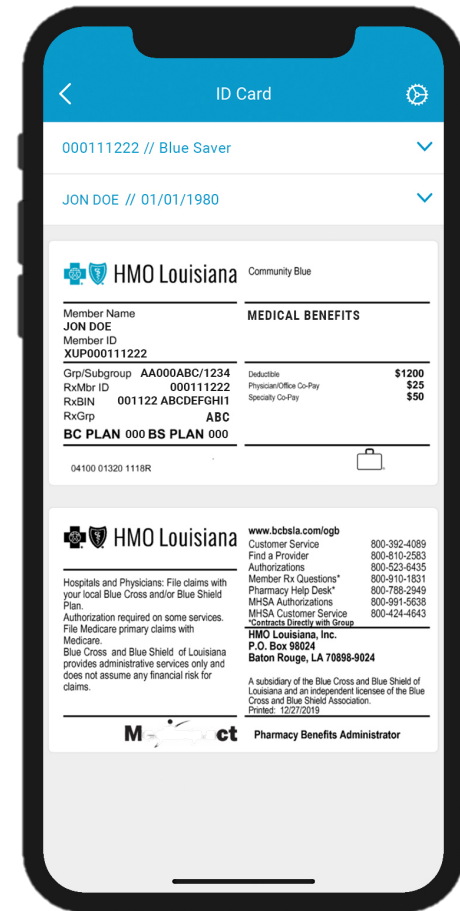 ID Card
000111222 // Blue Saver
JON DOE // 01/01/1980
HMO Louisiana
Community Blue
Member Name
JON DOE
Member ID
XUP000111222
MEDICAL BENEFITS
Grp/Subgroup AA000ABC/1234
RxMbr ID 000111222
RxBIN 001122 ABCDEFGHI1
RxGrp ABC
BC PLAN 000 BS PLAN 000
Deductible $1200
Physician/Office Co-Pay $25
Specialty Co-Pay $50
04100 01320 1118R
HMO Louisiana
Hospitals and Physicians: File claims with
your local Blue Cross and/or Blue Shield
Plan.
Authorization required on some services.
File Medicare primary claims with
Medicare.
Blue Cross and Blue Shield of Louisiana
provides administrative services only and
does not assume any financial risk for
claims.
www.bcbsla.com/ogb
Customer Service 800-392-4089
Find a Provider 800-810-2583
Authorizations 800-523-6435
Member Rx Questions* 800-910-1831
Pharmacy Help Desk* 800-788-2949
MHSA Authorizations 800-991-5638
MHSA Customer Service 800-424-4643
*Contracts Directly with Group
HMO Louisiana, Inc.
P.O. Box 98024
Baton Rouge, LA 70898-9024
A subsidiary of the Blue Cross and Blue Shield of
Louisiana and an independent licensee of the Blue
Cross and Blue Shield Association.
Printed: 12/27/2019
Pharmacy Benefits Administrator